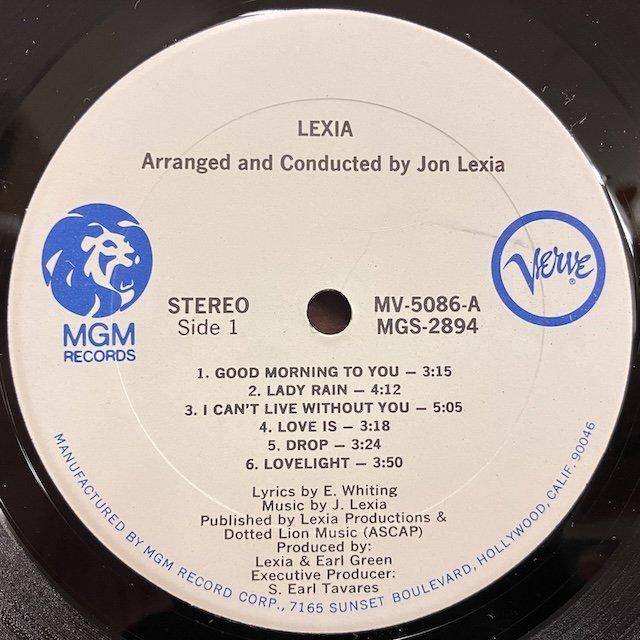 LEXIA
Arranged and Conducted by Jon Lexia
MGM
RECORDS
Verve®
STEREO
Side 1
MV-5086-A
MGS-2894
1. GOOD MORNING TO YOU – 3:15
2. LADY RAIN – 4:12
3. I CAN'T LIVE WITHOUT YOU – 5:05
4. LOVE IS – 3:18
5. DROP – 3:24
6. LOVELIGHT – 3:50
Lyrics by E. Whiting
Music by J. Lexia
Published by Lexia Productions &
Dotted Lion Music (ASCAP)
Produced by:
Lexia & Earl Green
Executive Producer:
S. Earl Tavares
MANUFACTURED BY MGM RECORD CORP., 7165 SUNSET BOULEVARD, HOLLYWOOD, CALIF. 90046